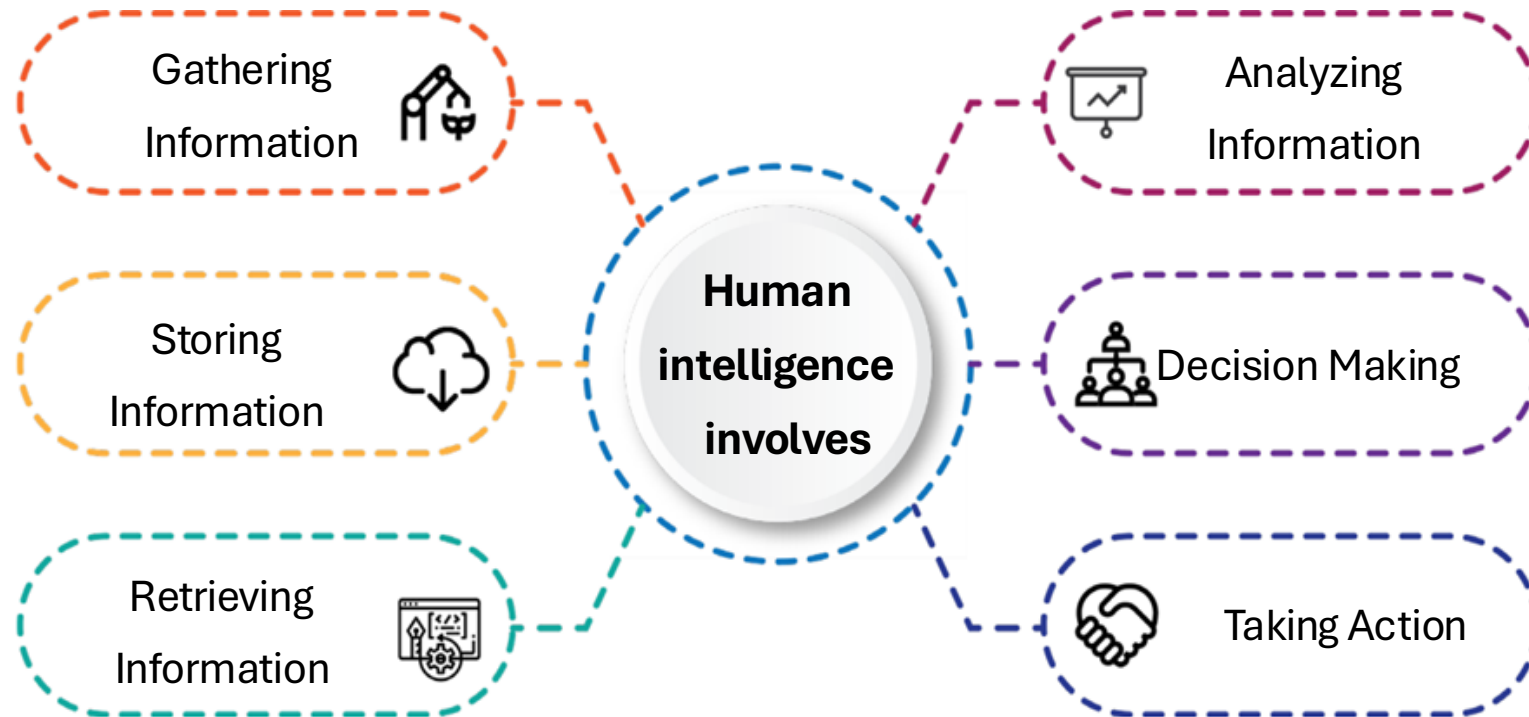 Gathering
Information
Storing
Information
Retrieving
Information
Human
intelligence
involves
Analyzing
Information
Decision Making
Taking Action